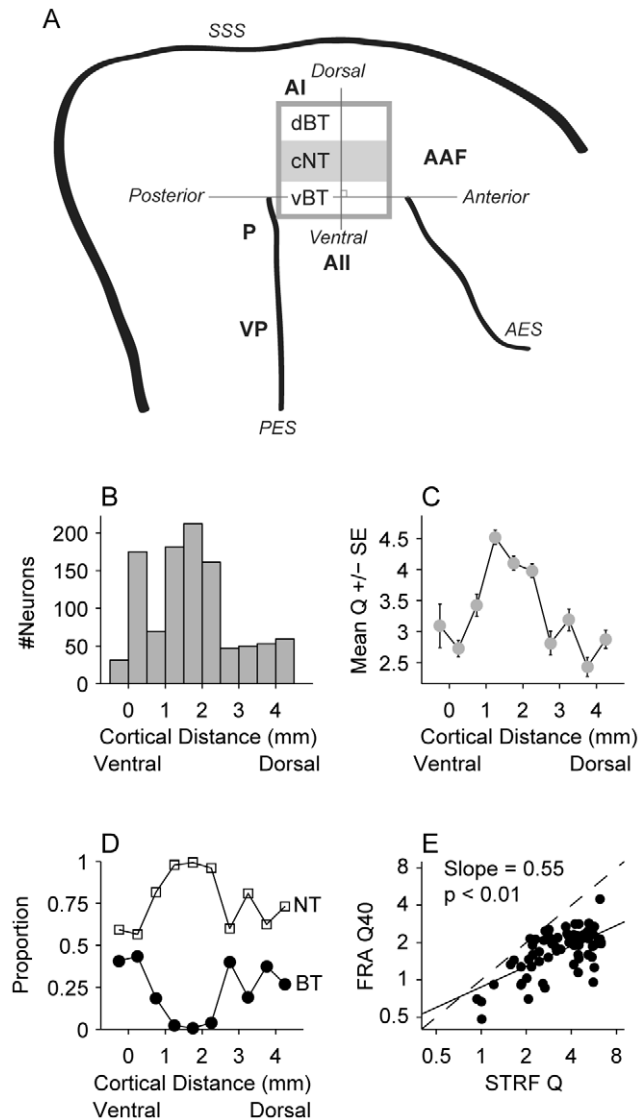 A
SSS
Dorsal
AI
dBT
cNT
AAF
Posterior
vBT
Anterior
P
Ventral
AII
VP
AES
PES
B
#Neurons
200
150
100
50
0
0 1 2 3 4
Cortical Distance (mm)
Ventral Dorsal
C
Mean Q +/− SE
4.5
4
3.5
3
2.5
0 1 2 3 4
Cortical Distance (mm)
Ventral Dorsal
D
Proportion
1
0.75
0.5
0.25
0
NT
BT
0 1 2 3 4
Cortical Distance (mm)
Ventral Dorsal
E
Slope = 0.55
p < 0.01
FRA Q40
8
4
2
1
0.5
0.5 1 2 4 8
STRF Q